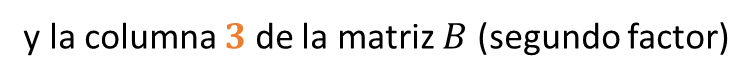 y la columna 3 de la matriz B (segundo factor)